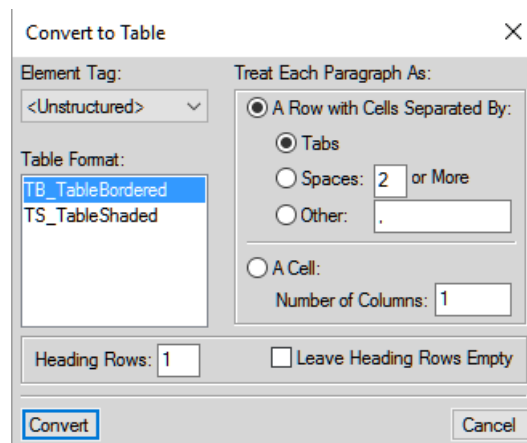 Convert to Table
Element Tag:
<Unstructured>
Table Format:
TB_TableBordered
TS_TableShaded
Treat Each Paragraph As:
A Row with Cells Separated By:
Tabs
Spaces: 2 or More
Other: .
A Cell:
Number of Columns: 1
Heading Rows: 1
Leave Heading Rows Empty
Convert
Cancel